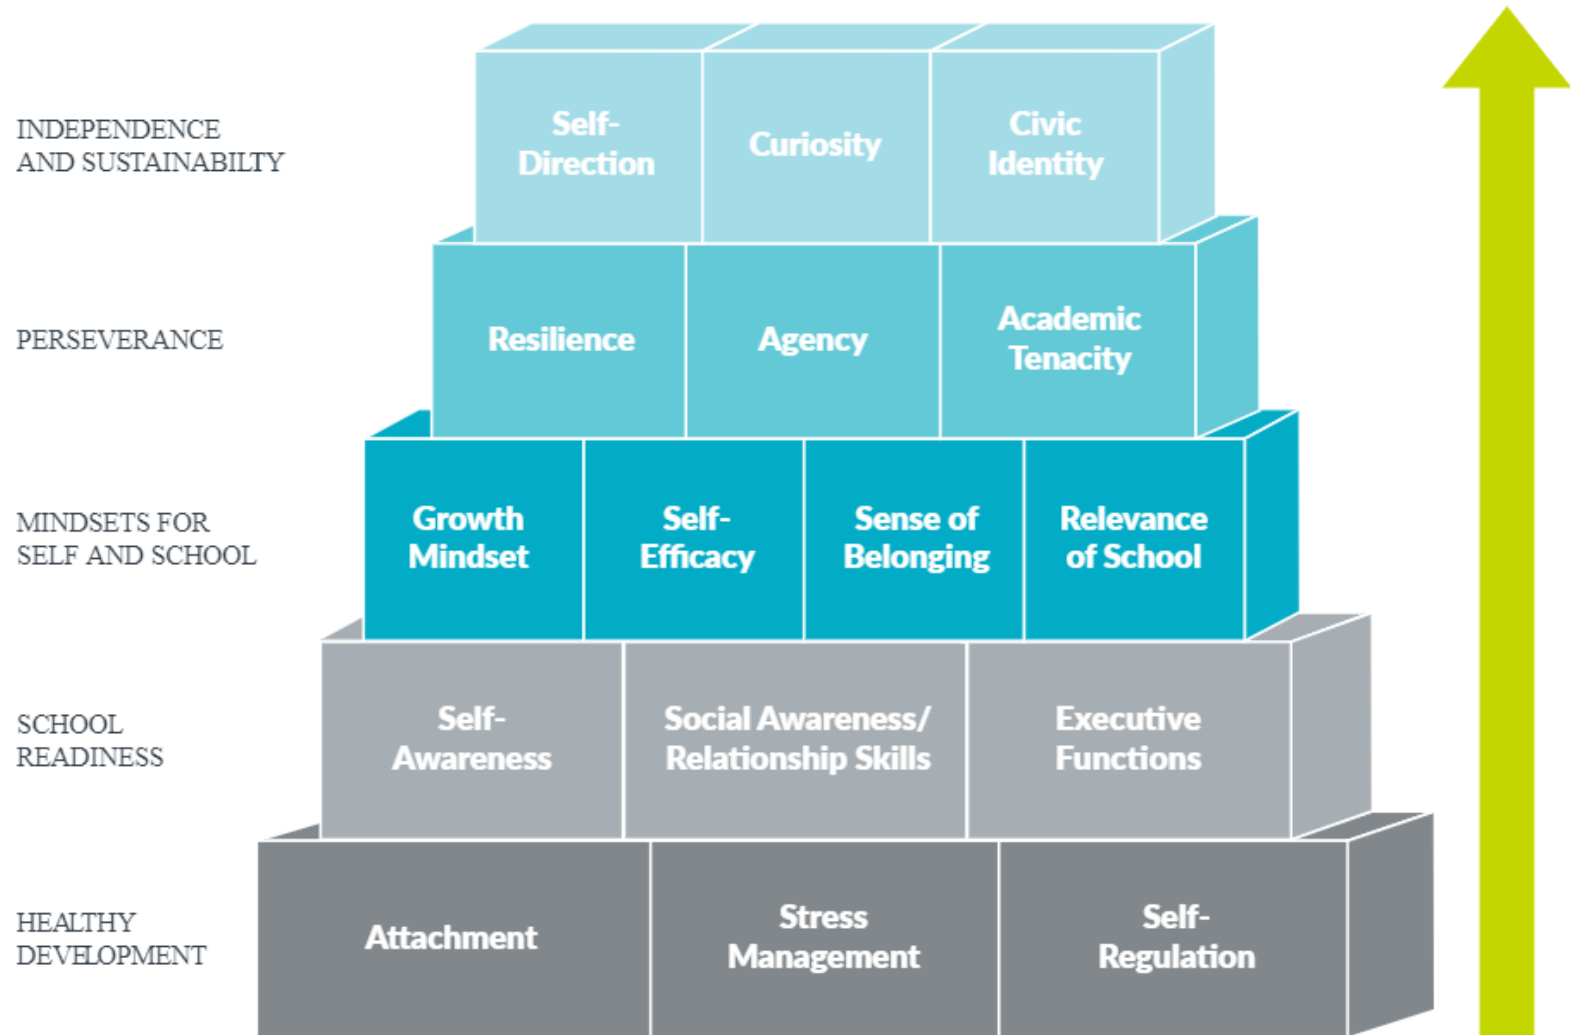 INDEPENDENCE
AND SUSTAINABILTY
Self-
Direction
Curiosity
Civic
Identity
PERSEVERANCE
Resilience
Agency
Academic
Tenacity
MINDSETS FOR
SELF AND SCHOOL
Growth
Mindset
Self-
Efficacy
Sense of
Belonging
Relevance
of School
SCHOOL
READINESS
Self-
Awareness
Social Awareness/
Relationship Skills
Executive
Functions
HEALTHY
DEVELOPMENT
Attachment
Stress
Management
Self-
Regulation